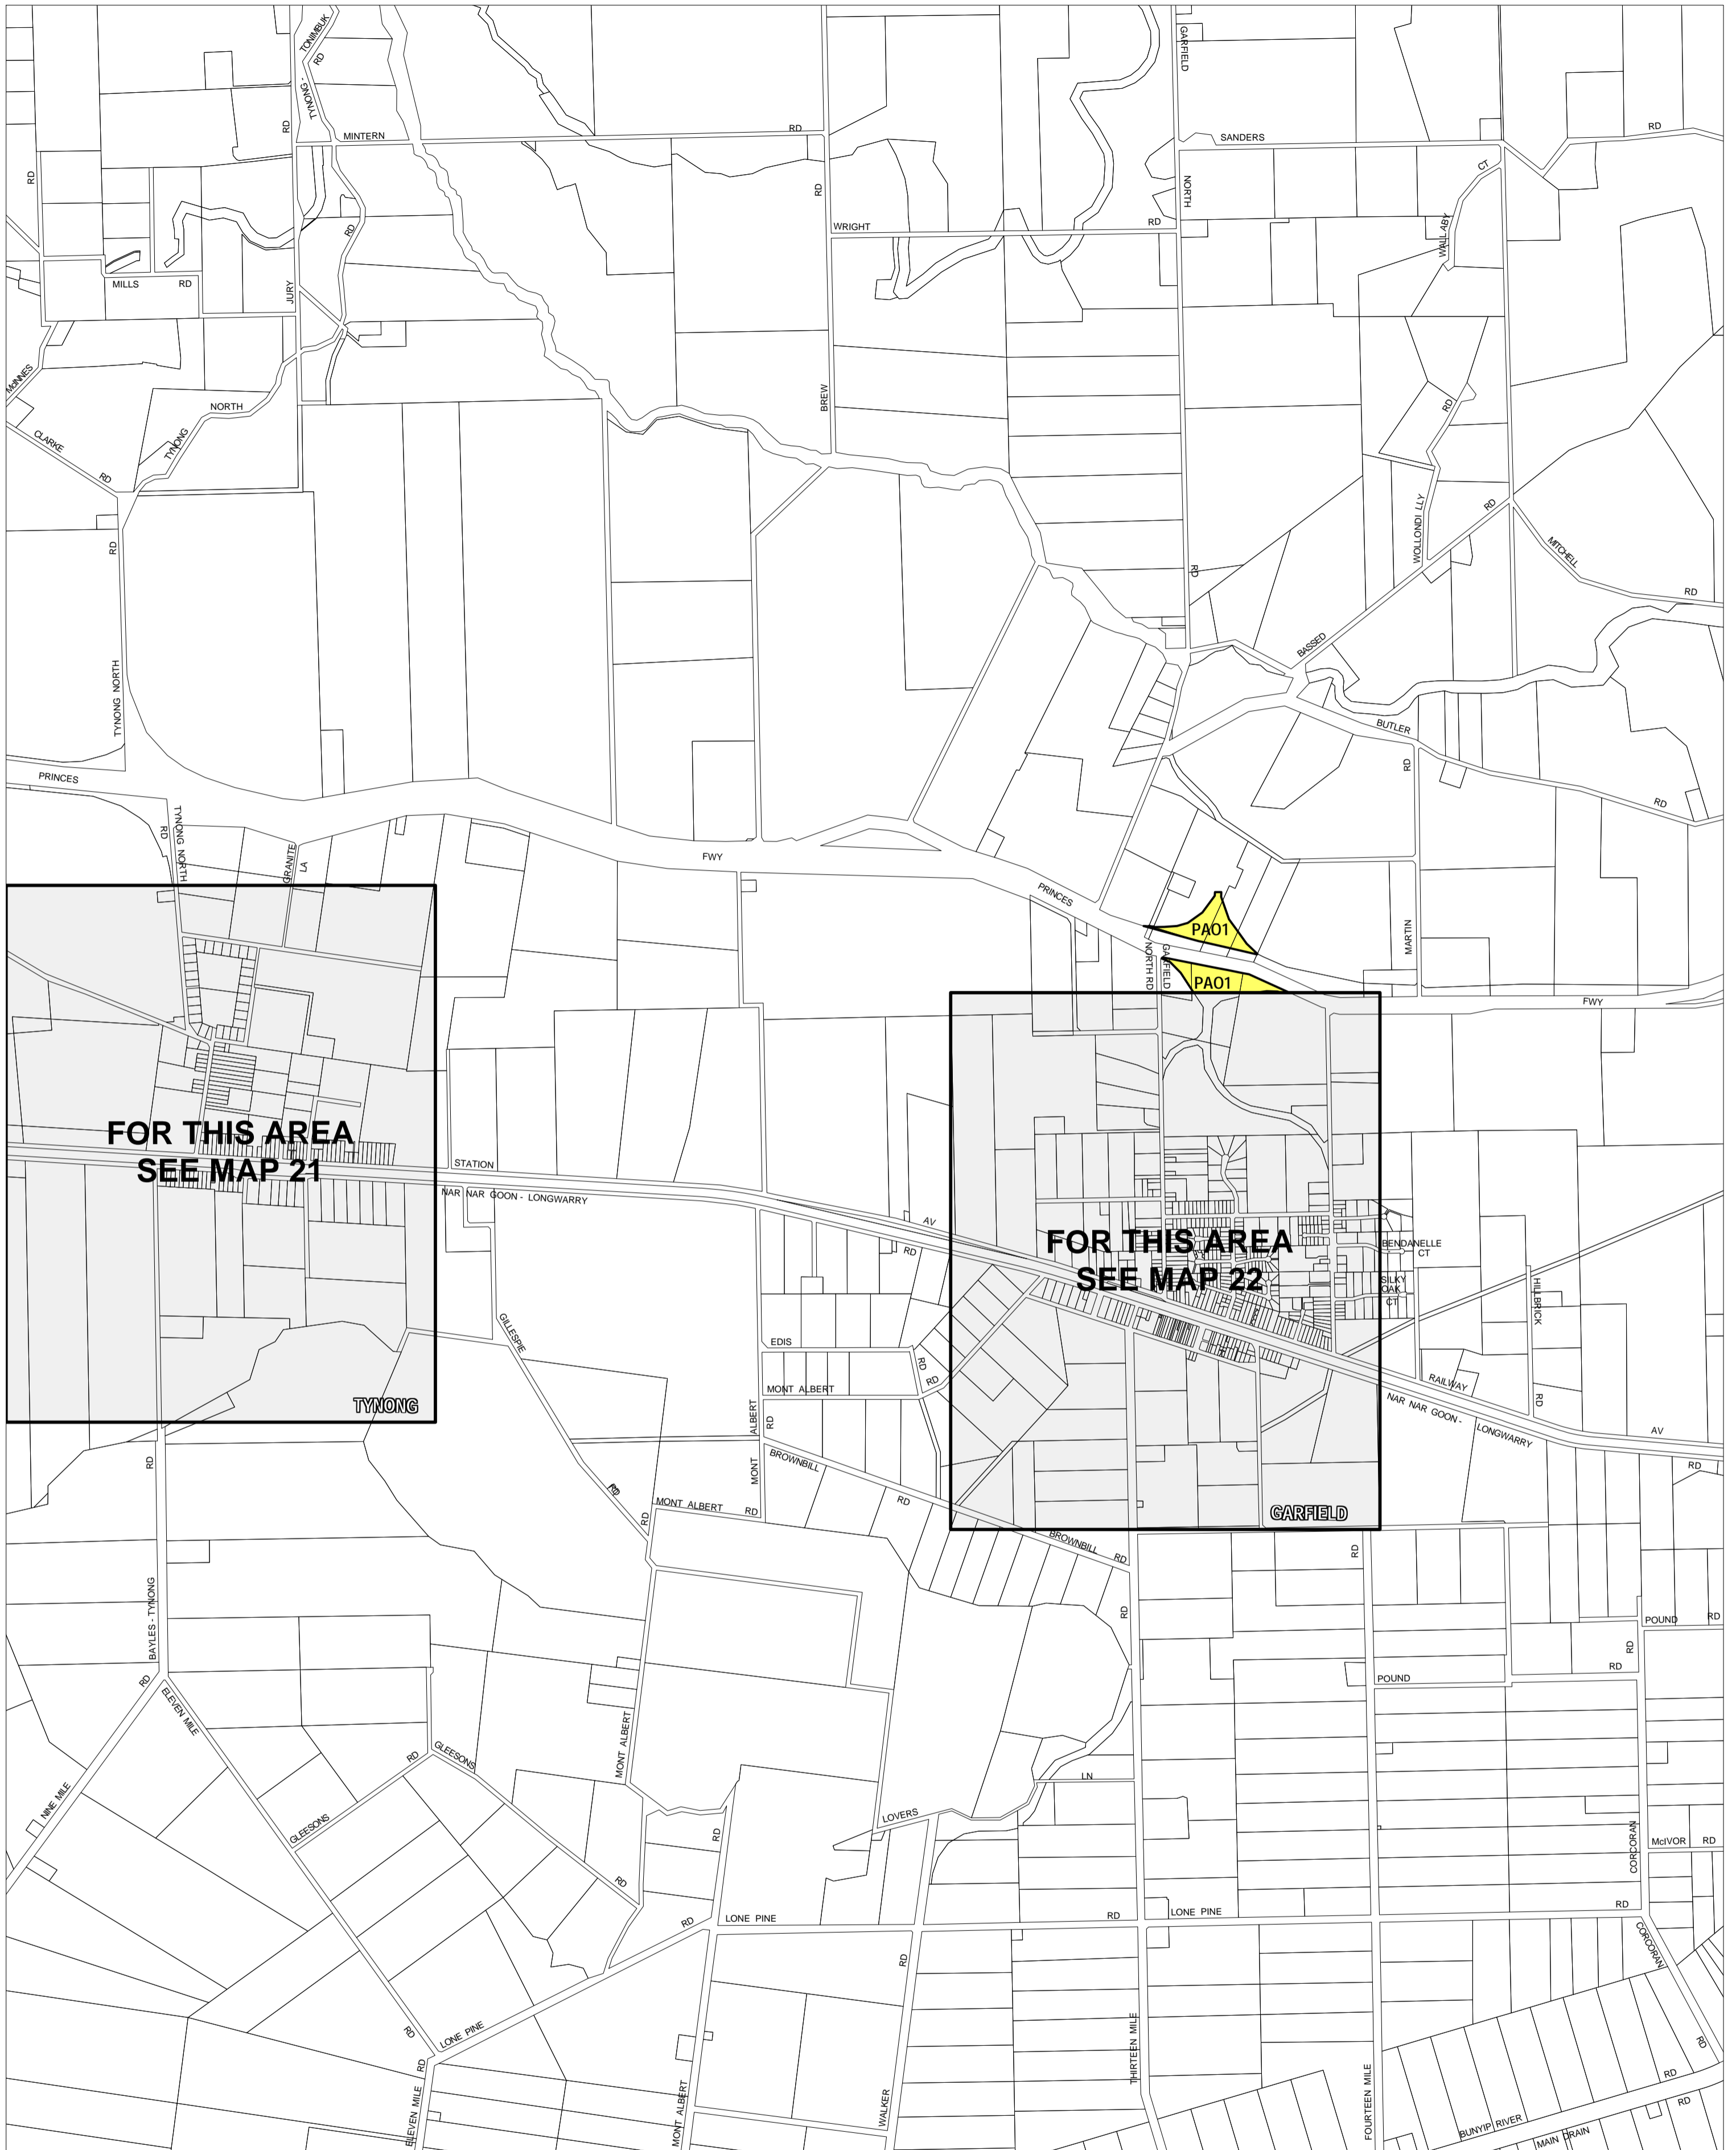 TONIMBUK
RD
TYNONG -
GARFIELD
RD
MINTERN
RD
SANDERS
RD
RD
RD
NORTH
CT
WRIGHT
RD
WALLABY
RD
MILLS RD
JURY
McINNES
NORTH
BREW
RD
CLARKE
RD
TYNONG
RD
RD
WOLLONDI LLY
MITCHELL
RD
RD
RD
BASSED
TYNONG NORTH
BUTLER
RD
RD
PRINCES
TYNONG NORTH
RD
GRANITE
LA
FWY
PRINCES
PAO1
MARTIN
NORTH RD
GARFIELD
PAO1
FWY
FOR THIS AREA
SEE MAP 21
STATION
NAR NAR GOON - LONGWARRY
AV
RD
FOR THIS AREA
SEE MAP 22
BENDANELLE
CT
SILKY
OAK
CT
HILLBRICK
RD
GILLESPIE
RD
EDIS
RD
MONT ALBERT
RD
RAILWAY
NAR NAR GOON -
LONGWARRY
AV
RD
TYNONG
ALBERT
RD
MONT
BROWNBILL
RD
RD
RD
MONT ALBERT RD
RD
GARFIELD
BROWNBILL RD
RD
BAYLES - TYNONG
RD
POUND RD
RD
RD
POUND
RD
ELEVEN MILE
MONT ALBERT
GLEESONS
RD
NINE MILE
GLEESONS
LN
LOVERS
RD
CORCORAN
McIVOR RD
RD
RD
LONE PINE
RD
LONE PINE
RD
CORCORAN
RD
RD
LONE PINE
RD
RD
ELEVEN MILE
MONT ALBERT
WALKER
THIRTEEN MILE
FOURTEEN MILE
RD
RD
BUNYIP RIVER
MAIN DRAIN